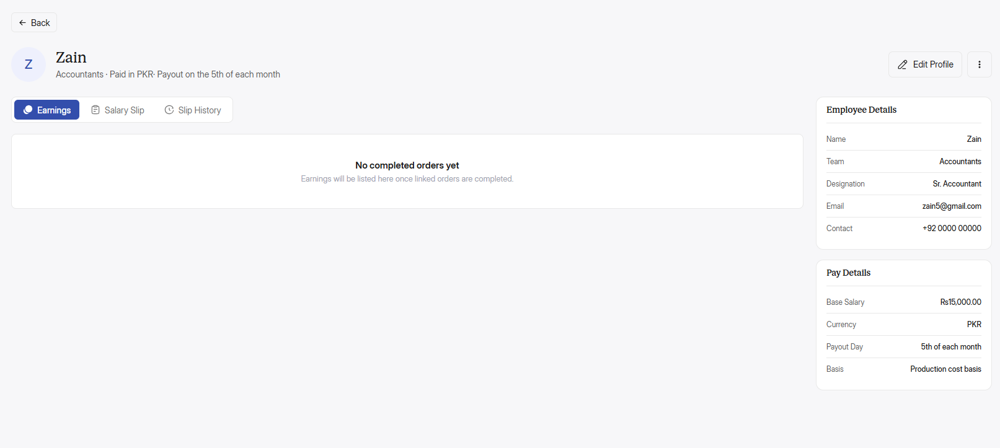 Back
Z
Zain
Accountants · Paid in PKR· Payout on the 5th of each month
Edit Profile
Earnings
Salary Slip
Slip History
No completed orders yet
Earnings will be listed here once linked orders are completed.
Employee Details
Name Zain
Team Accountants
Designation Sr. Accountant
Email zain5@gmail.com
Contact +92 0000 00000
Pay Details
Base Salary Rs15,000.00
Currency PKR
Payout Day 5th of each month
Basis Production cost basis